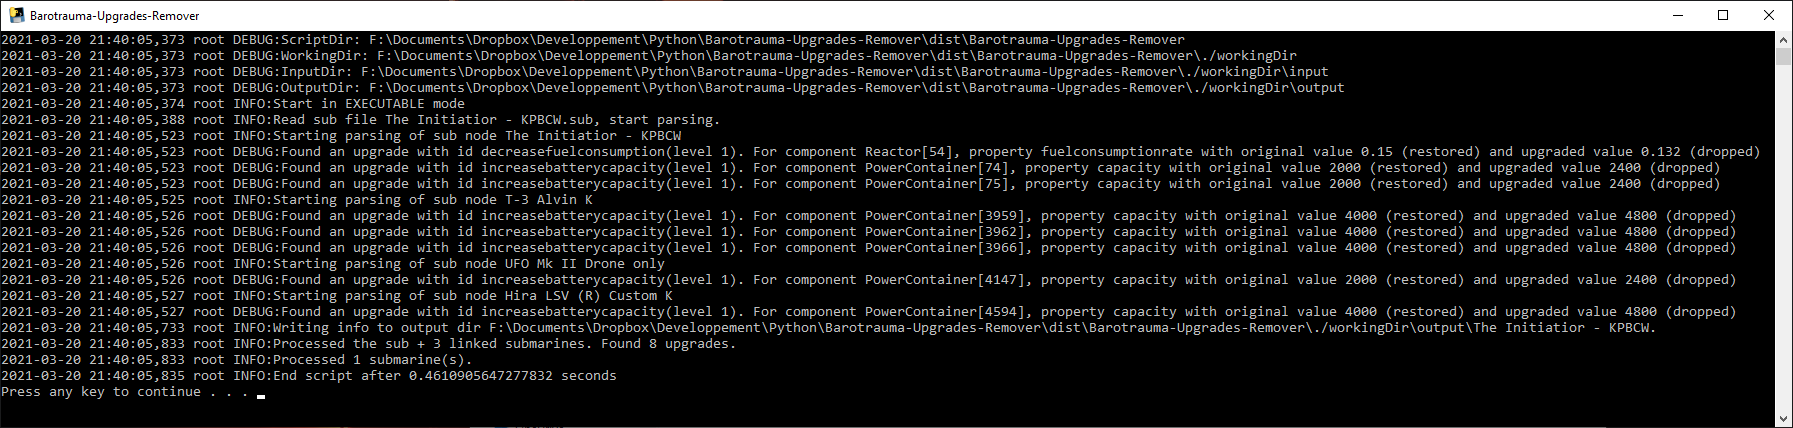 Barotrauma-Upgrades-Remover
2021-03-20 21:40:05,373 root DEBUG:ScriptDir: F:\Documents\Dropbox\Developpement\Python\Barotrauma-Upgrades-Remover\dist\Barotrauma-Upgrades-Remover
2021-03-20 21:40:05,373 root DEBUG:WorkingDir: F:\Documents\Dropbox\Developpement\Python\Barotrauma-Upgrades-Remover\dist\Barotrauma-Upgrades-Remover\./workingDir
2021-03-20 21:40:05,373 root DEBUG:InputDir: F:\Documents\Dropbox\Developpement\Python\Barotrauma-Upgrades-Remover\dist\Barotrauma-Upgrades-Remover\./workingDir\input
2021-03-20 21:40:05,373 root DEBUG:OutputDir: F:\Documents\Dropbox\Developpement\Python\Barotrauma-Upgrades-Remover\dist\Barotrauma-Upgrades-Remover\./workingDir\output
2021-03-20 21:40:05,374 root INFO:Start in EXECUTABLE mode
2021-03-20 21:40:05,388 root INFO:Read sub file The Initiatior - KPBCW.sub, start parsing.
2021-03-20 21:40:05,523 root INFO:Starting parsing of sub node The Initiatior - KPBCW
2021-03-20 21:40:05,523 root DEBUG:Found an upgrade with id decreasefuelconsumption(level 1). For component Reactor[54], property fuelconsumptionrate with original value 0.15 (restored) and upgraded value 0.132 (dropped)
2021-03-20 21:40:05,523 root DEBUG:Found an upgrade with id increasebatterycapacity(level 1). For component PowerContainer[74], property capacity with original value 2000 (restored) and upgraded value 2400 (dropped)
2021-03-20 21:40:05,523 root DEBUG:Found an upgrade with id increasebatterycapacity(level 1). For component PowerContainer[75], property capacity with original value 2000 (restored) and upgraded value 2400 (dropped)
2021-03-20 21:40:05,525 root INFO:Starting parsing of sub node T-3 Alvin K
2021-03-20 21:40:05,526 root DEBUG:Found an upgrade with id increasebatterycapacity(level 1). For component PowerContainer[3959], property capacity with original value 4000 (restored) and upgraded value 4800 (dropped)
2021-03-20 21:40:05,526 root DEBUG:Found an upgrade with id increasebatterycapacity(level 1). For component PowerContainer[3962], property capacity with original value 4000 (restored) and upgraded value 4800 (dropped)
2021-03-20 21:40:05,526 root DEBUG:Found an upgrade with id increasebatterycapacity(level 1). For component PowerContainer[3966], property capacity with original value 4000 (restored) and upgraded value 4800 (dropped)
2021-03-20 21:40:05,526 root INFO:Starting parsing of sub node UFO Mk II Drone only
2021-03-20 21:40:05,526 root DEBUG:Found an upgrade with id increasebatterycapacity(level 1). For component PowerContainer[4147], property capacity with original value 2000 (restored) and upgraded value 2400 (dropped)
2021-03-20 21:40:05,527 root INFO:Starting parsing of sub node Hira LSV (R) Custom K
2021-03-20 21:40:05,527 root DEBUG:Found an upgrade with id increasebatterycapacity(level 1). For component PowerContainer[4594], property capacity with original value 4000 (restored) and upgraded value 4800 (dropped)
2021-03-20 21:40:05,733 root INFO:Writing info to output dir F:\Documents\Dropbox\Developpement\Python\Barotrauma-Upgrades-Remover\dist\Barotrauma-Upgrades-Remover\./workingDir\output\The Initiatior - KPBCW.
2021-03-20 21:40:05,833 root INFO:Processed the sub + 3 linked submarines. Found 8 upgrades.
2021-03-20 21:40:05,833 root INFO:Processed 1 submarine(s).
2021-03-20 21:40:05,835 root INFO:End script after 0.4610905647277832 seconds
Press any key to continue . . .